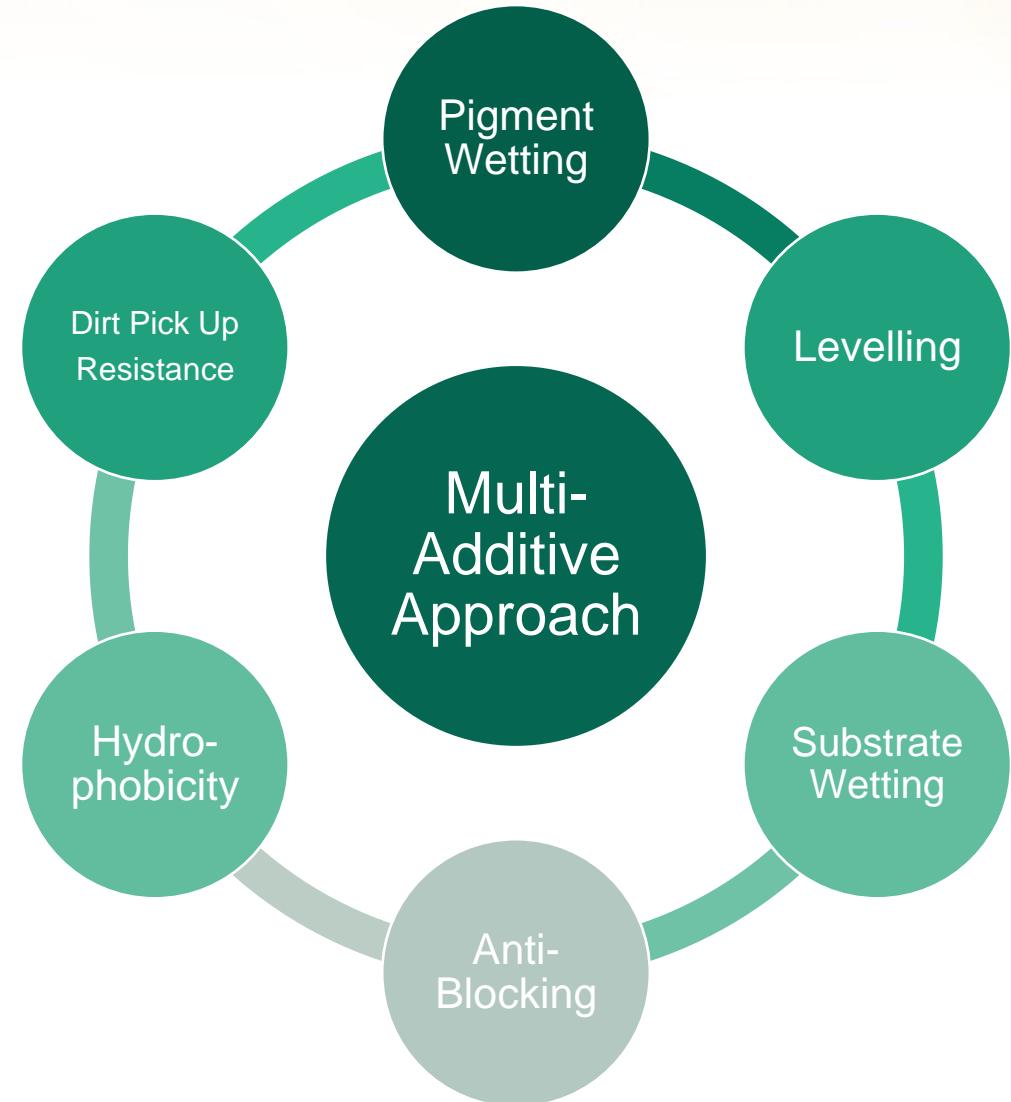 Pigment
Wetting
Levelling
Substrate
Wetting
Anti-
Blocking
Hydro-
phobicity
Dirt Pick Up
Resistance
Multi-
Additive
Approach